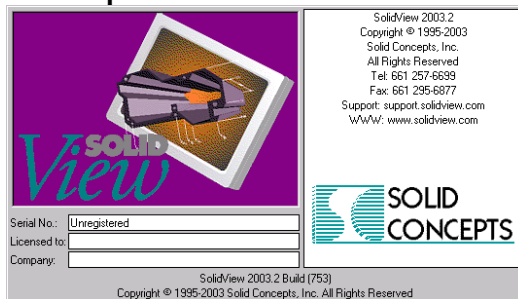 SolidView 2003.2
Copyright © 1995-2003
Solid Concepts, Inc.
All Rights Reserved
Tel: 661 257-6699
Fax: 661 295-6877
Support: support.solidview.com
WWW: www.solidview.com
SOLID
View
SOLID
CONCEPTS
Serial No.: Unregistered
Licensed to:
Company:
SolidView 2003.2 Build (753)
Copyright © 1995-2003 Solid Concepts, Inc. All Rights Reserved